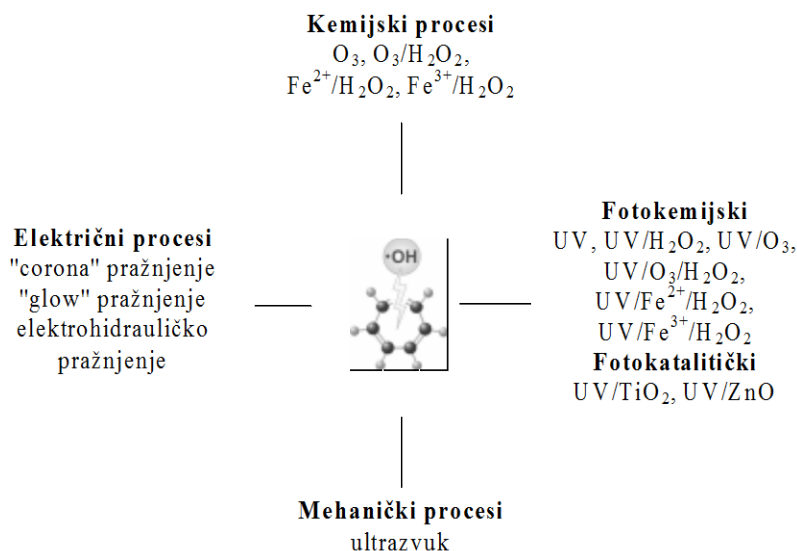 Kemijski procesi
O₃, O₃/H₂O₂,
Fe²⁺/H₂O₂, Fe³⁺/H₂O₂
Električni procesi
"corona" pražnjenje
"glow" pražnjenje
elektrohidrauličko
pražnjenje
·OH
Fotokemijski
UV, UV/H₂O₂, UV/O₃,
UV/O₃/H₂O₂,
UV/Fe²⁺/H₂O₂,
UV/Fe³⁺/H₂O₂
Fotokatalitički
UV/TiO₂, UV/ZnO
Mehanički procesi
ultrazvuk